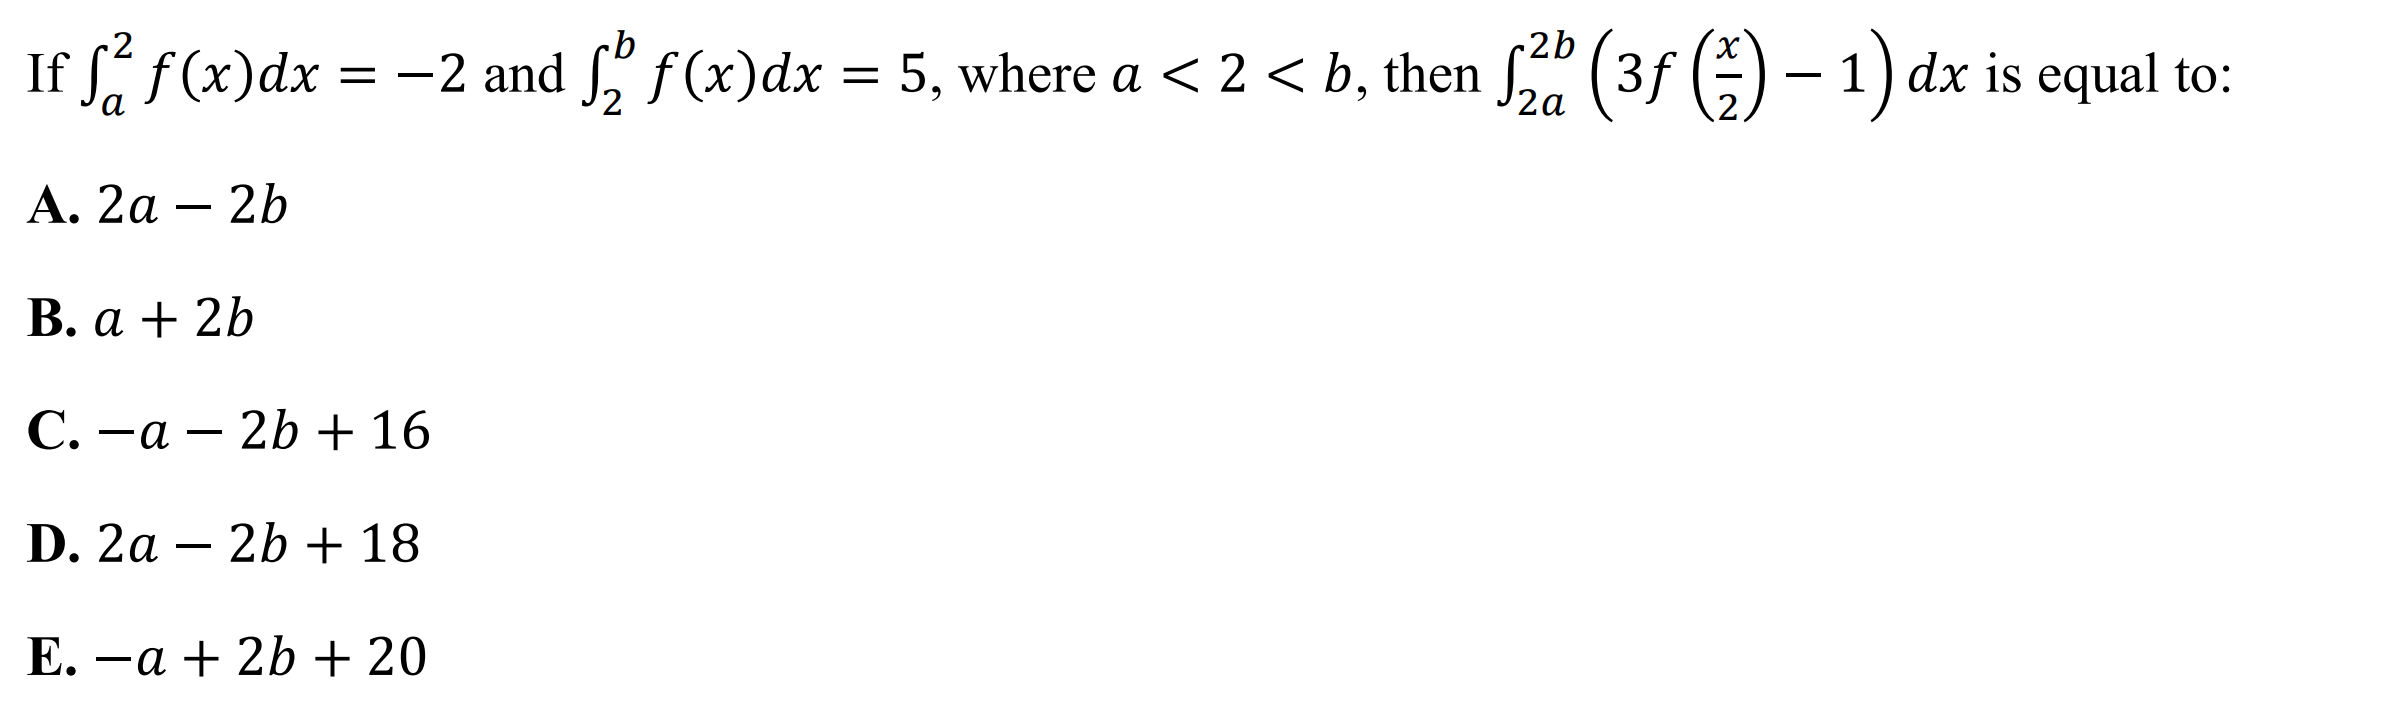 If ∫_a^2 f(x)dx = −2 and ∫_2^b f(x)dx = 5, where a < 2 < b, then ∫_{2a}^{2b} (3f(x/2) − 1) dx is equal to:
A. 2a − 2b
B. a + 2b
C. −a − 2b + 16
D. 2a − 2b + 18
E. −a + 2b + 20